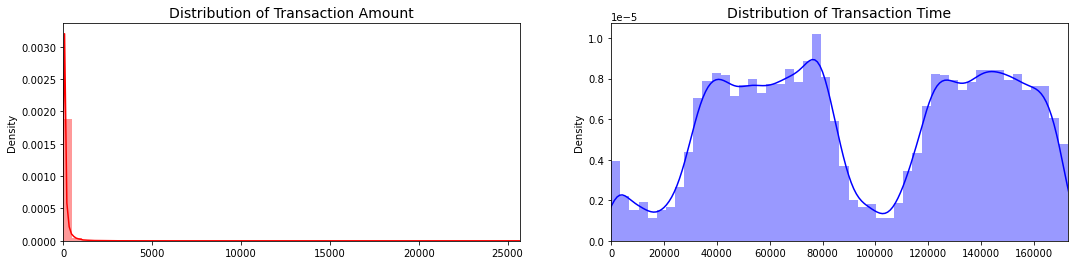 Distribution of Transaction Amount
Density
0.0030
0.0025
0.0020
0.0015
0.0010
0.0005
0.0000
0 5000 10000 15000 20000 25000
Distribution of Transaction Time
1e−5
Density
1.0
0.8
0.6
0.4
0.2
0.0
0 20000 40000 60000 80000 100000 120000 140000 160000